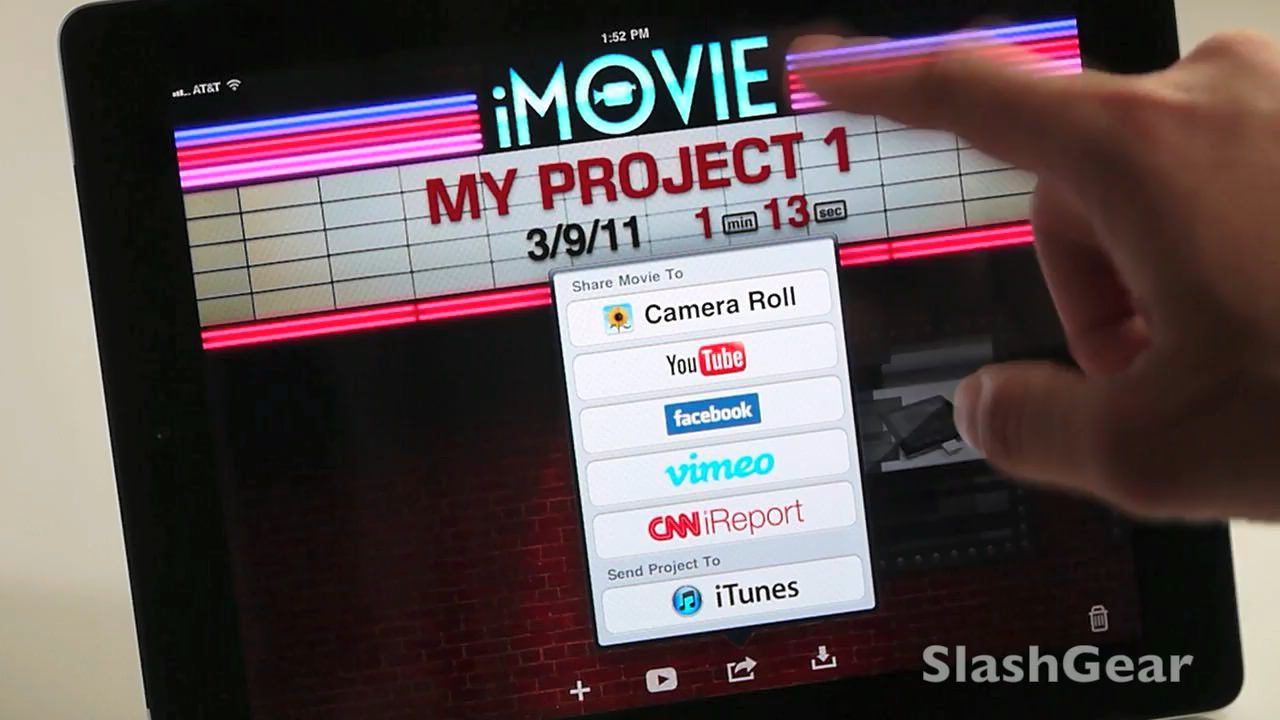 1:52 PM
AT&T
iMOVIE
MY PROJECT 1
3/9/11 1 min 13 sec
Share Movie To
Camera Roll
YouTube
facebook
vimeo
CNN iReport
Send Project To
iTunes
SlashGear